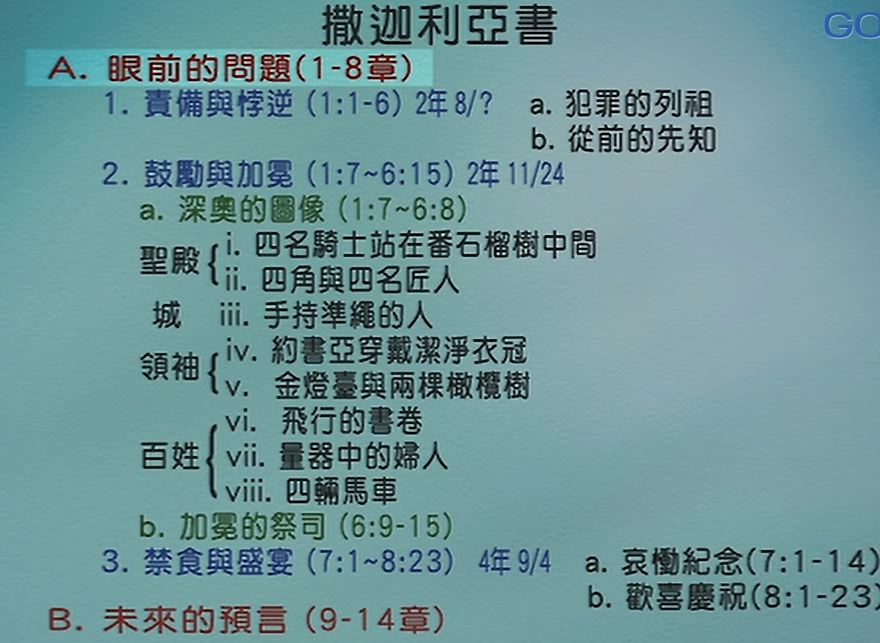 撒迦利亞書
GO
A. 眼前的問題(1-8章)
1. 責備與悖逆 (1:1-6) 2年 8/? a. 犯罪的列祖
b. 從前的先知
2. 鼓勵與加冕 (1:7~6:15) 2年 11/24
a. 深奧的圖像 (1:7~6:8)
聖殿 { i. 四名騎士站在番石榴樹中間
ii. 四角與四名匠人
城 iii. 手持準繩的人
領袖 { iv. 約書亞穿戴潔淨衣冠
v. 金燈臺與兩棵橄欖樹
vi. 飛行的書卷
百姓 { vii. 量器中的婦人
viii. 四輛馬車
b. 加冕的祭司 (6:9-15)
3. 禁食與盛宴 (7:1~8:23) 4年 9/4 a. 哀慟紀念(7:1-14)
b. 歡喜慶祝(8:1-23)
B. 未來的預言 (9-14章)